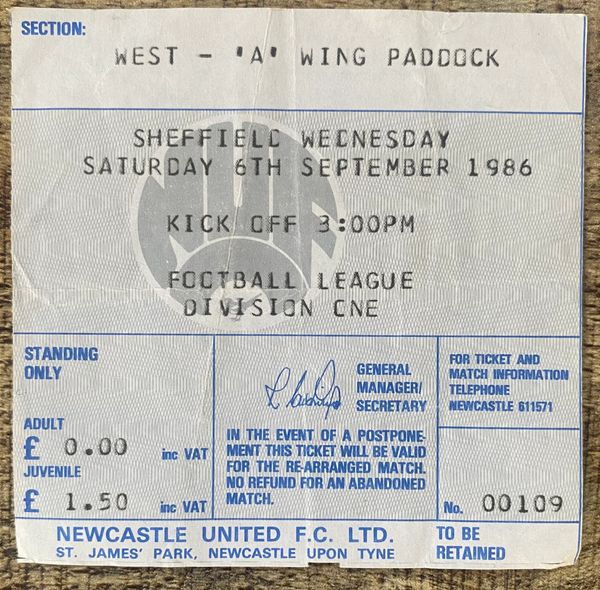 SECTION:
WEST - 'A' WING PADDOCK
NUF
SHEFFIELD WEDNESDAY
SATURDAY 6TH SEPTEMBER 1986
KICK OFF 3:00PM
FOOTBALL LEAGUE
DIVISION ONE
STANDING
ONLY
ADULT
£ 0.00 inc VAT
JUVENILE
£ 1.50 inc VAT
GENERAL
MANAGER/
SECRETARY
IN THE EVENT OF A POSTPONE-
MENT THIS TICKET WILL BE VALID
FOR THE RE-ARRANGED MATCH.
NO REFUND FOR AN ABANDONED
MATCH.
FOR TICKET AND
MATCH INFORMATION
TELEPHONE
NEWCASTLE 611571
No. 00109
NEWCASTLE UNITED F.C. LTD.
ST. JAMES' PARK, NEWCASTLE UPON TYNE
TO BE
RETAINED